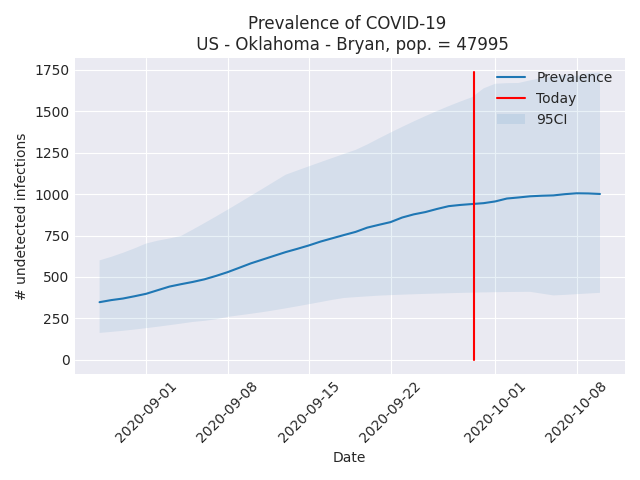 Prevalence of COVID-19
US - Oklahoma - Bryan, pop. = 47995
1750
1500
1250
1000
750
500
250
0
# undetected infections
Prevalence
Today
95CI
2020-09-01
2020-09-08
2020-09-15
2020-09-22
2020-10-01
2020-10-08
Date